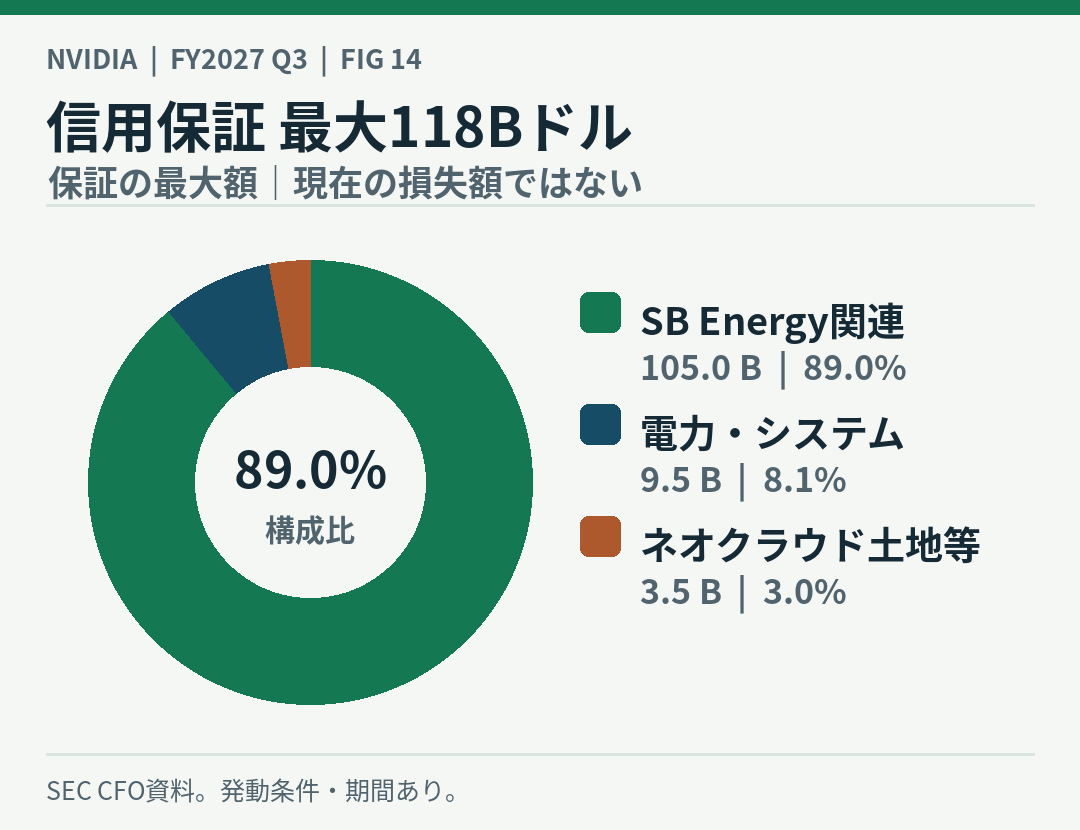 NVIDIA | FY2027 Q3 | FIG 14
信用保証 最大118Bドル
保証の最大額｜現在の損失額ではない
89.0%
構成比
SB Energy関連
105.0 B | 89.0%
電力・システム
9.5 B | 8.1%
ネオクラウド土地等
3.5 B | 3.0%
SEC CFO資料。発動条件・期間あり。